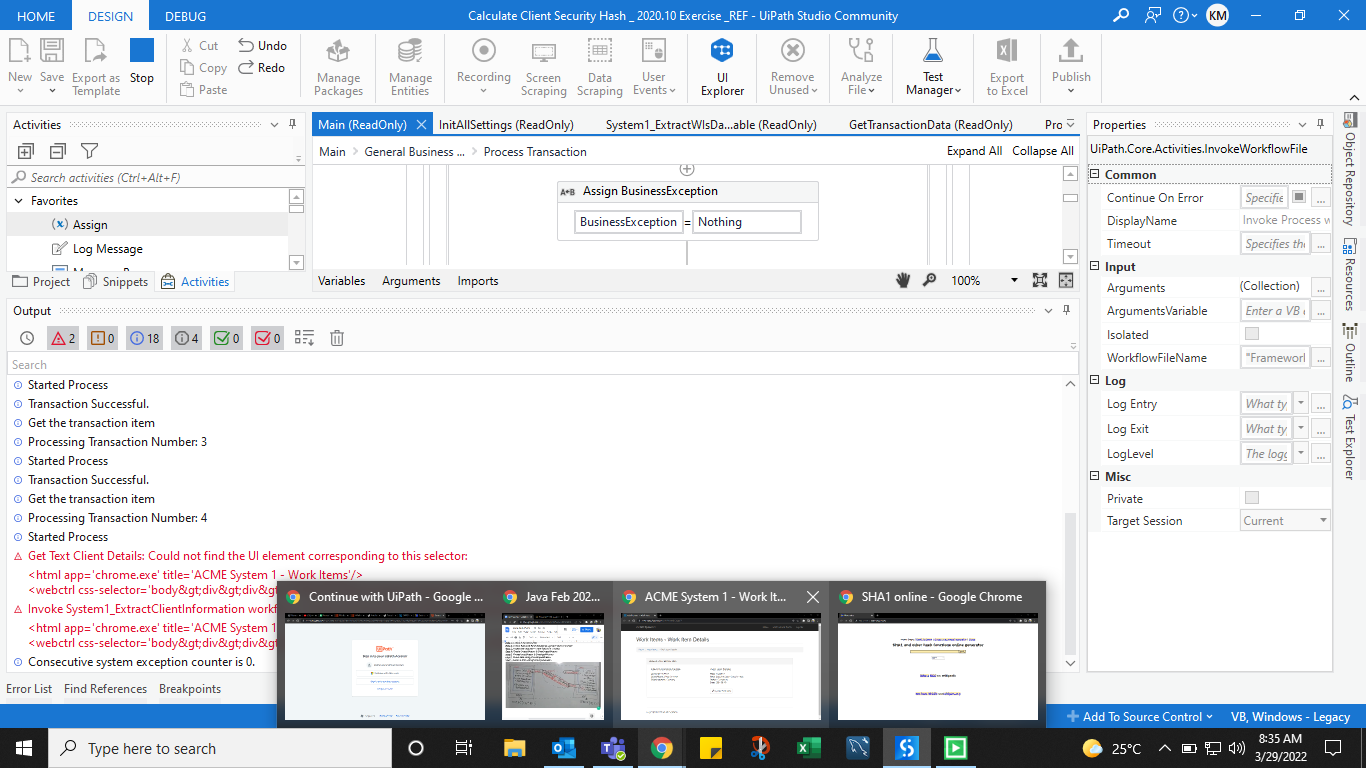 HOME DESIGN DEBUG
Calculate Client Security Hash _ 2020.10 Exercise _REF - UiPath Studio Community
KM
New Save Export as Template Stop
Cut Copy Paste Undo Redo
Manage Packages
Manage Entities
Recording Screen Scraping Data Scraping User Events
UI Explorer
Remove Unused
Analyze File
Test Manager
Export to Excel
Publish
Activities
Search activities (Ctrl+Alt+F)
Favorites
Assign
Log Message
Project Snippets Activities
Main (ReadOnly) InitAllSettings (ReadOnly) System1_ExtractWIsDa...able (ReadOnly) GetTransactionData (ReadOnly) Pro
Main General Business ... Process Transaction Expand All Collapse All
A+B Assign BusinessException
BusinessException = Nothing
Variables Arguments Imports 100%
Output
2 0 18 4 0 0
Search
Started Process
Transaction Successful.
Get the transaction item
Processing Transaction Number: 3
Started Process
Transaction Successful.
Get the transaction item
Processing Transaction Number: 4
Started Process
Get Text Client Details: Could not find the UI element corresponding to this selector:
<html app='chrome.exe' title='ACME System 1 - Work Items'/>
<webctrl css-selector='body&gt;div&gt;div&
Invoke System1_ExtractClientInformation workf
<html app='chrome.exe' title='ACME System 1
<webctrl css-selector='body&gt;div&gt;div&
Consecutive system exception counter is 0.
Error List Find References Breakpoints
Properties
UiPath.Core.Activities.InvokeWorkflowFile
Common
Continue On Error Specifie ...
DisplayName Invoke Process w
Timeout Specifies the ...
Input
Arguments (Collection) ...
ArgumentsVariable Enter a VB ...
Isolated
WorkflowFileName "Framework ...
Log
Log Entry What ty ...
Log Exit What ty ...
LogLevel The logg ...
Misc
Private
Target Session Current
Object Repository
Resources
Outline
Test Explorer
Continue with UiPath - Google ...
Java Feb 202...
ACME System 1 - Work It...
SHA1 online - Google Chrome
Work Items - Work Item Details
Add To Source Control VB, Windows - Legacy
Type here to search
25°C
8:35 AM
3/29/2022